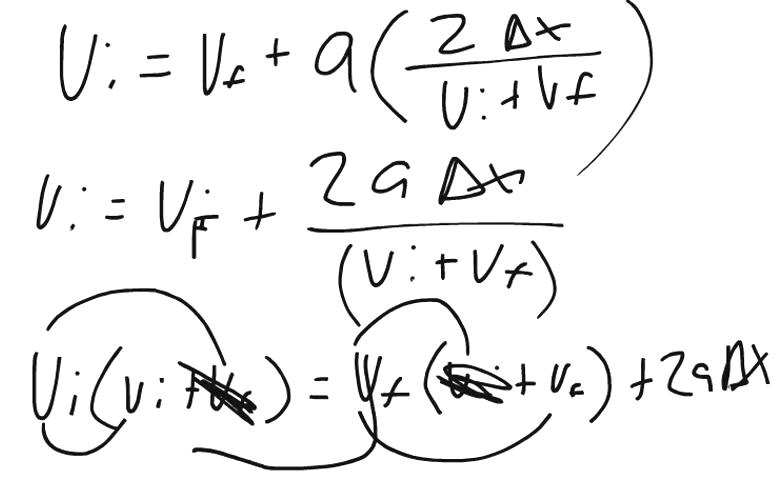 Vi = Vf + a(2Δx/Vi+Vf)
Vi = Vf + 2aΔx/(Vi+Vf)
Vi(Vi+Vf) = Vf(Vi+Vf)+2aΔx